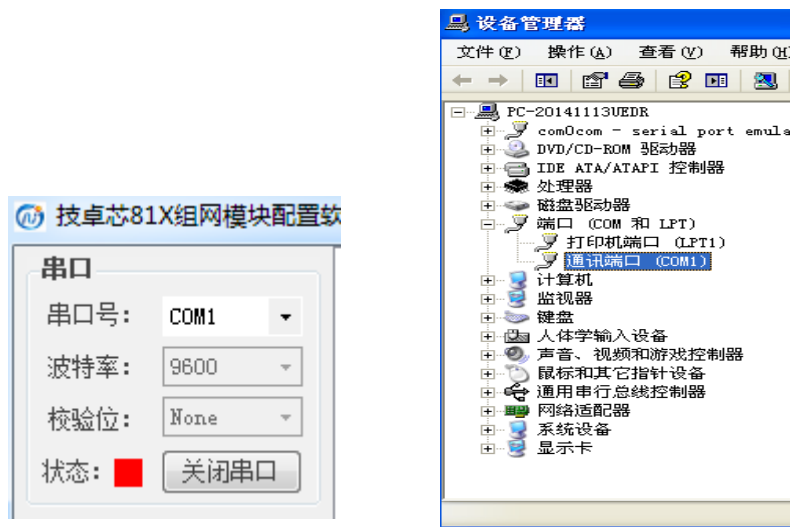 技卓芯81X组网模块配置软
串口
串口号: COM1
波特率: 9600
校验位: None
状态: 关闭串口
设备管理器
文件(F) 操作(A) 查看(V) 帮助(H)
PC-20141113UEDR
com0com - serial port emula
DVD/CD-ROM 驱动器
IDE ATA/ATAPI 控制器
处理器
磁盘驱动器
端口 (COM 和 LPT)
打印机端口 (LPT1)
通讯端口 (COM1)
计算机
监视器
键盘
人体学输入设备
声音、视频和游戏控制器
鼠标和其它指针设备
通用串行总线控制器
网络适配器
系统设备
显示卡